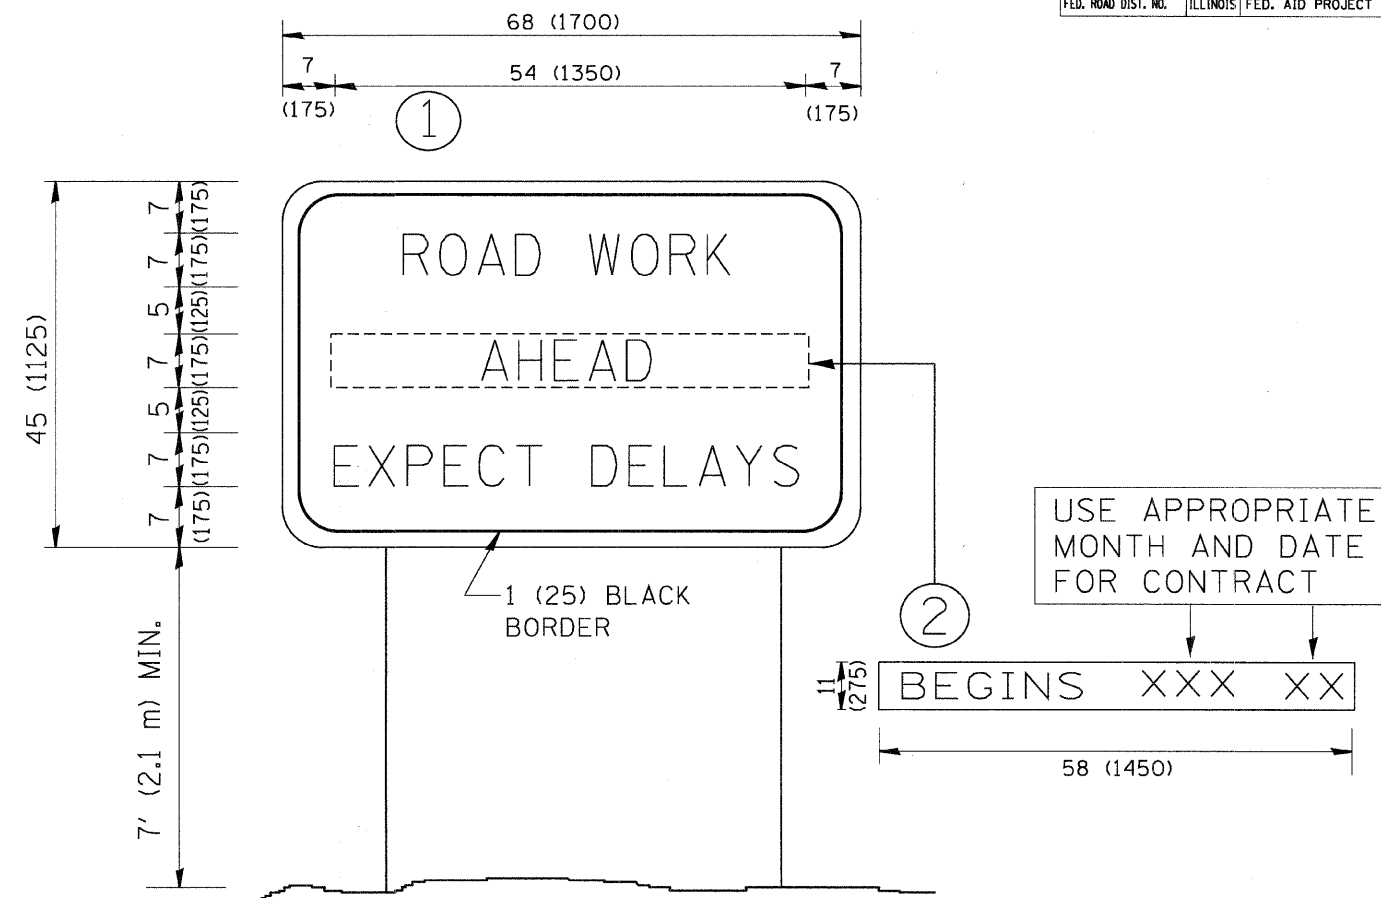 FED. ROAD DIST. NO. ILLINOIS FED. AID PROJECT
68 (1700)
7 54 (1350) 7
(175) (175)
1
7 (175)
7 (175)
5 (125)
7 (175)
5 (125)
7 (175)
7 (175)
45 (1125)
ROAD WORK
AHEAD
EXPECT DELAYS
1 (25) BLACK
BORDER
7' (2.1 m) MIN.
USE APPROPRIATE
MONTH AND DATE
FOR CONTRACT
2
11
(275)
BEGINS XXX XX
58 (1450)